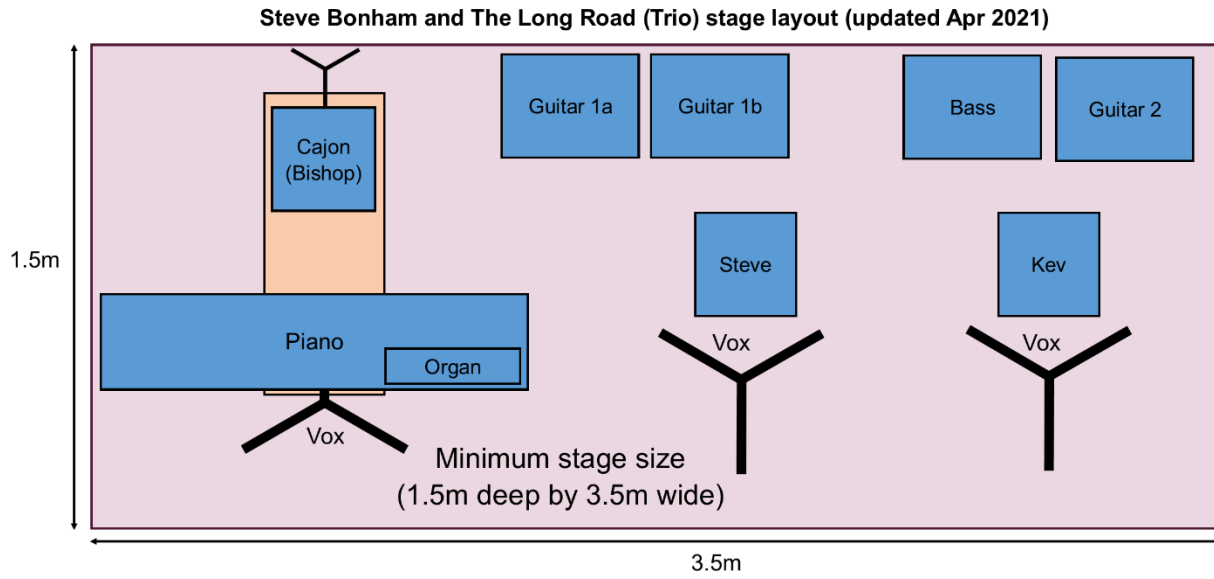 Steve Bonham and The Long Road (Trio) stage layout (updated Apr 2021)
Guitar 1a
Guitar 1b
Bass
Guitar 2
Cajon
(Bishop)
1.5m
Steve
Kev
Piano
Organ
Vox
Vox
Vox
Minimum stage size
(1.5m deep by 3.5m wide)
3.5m